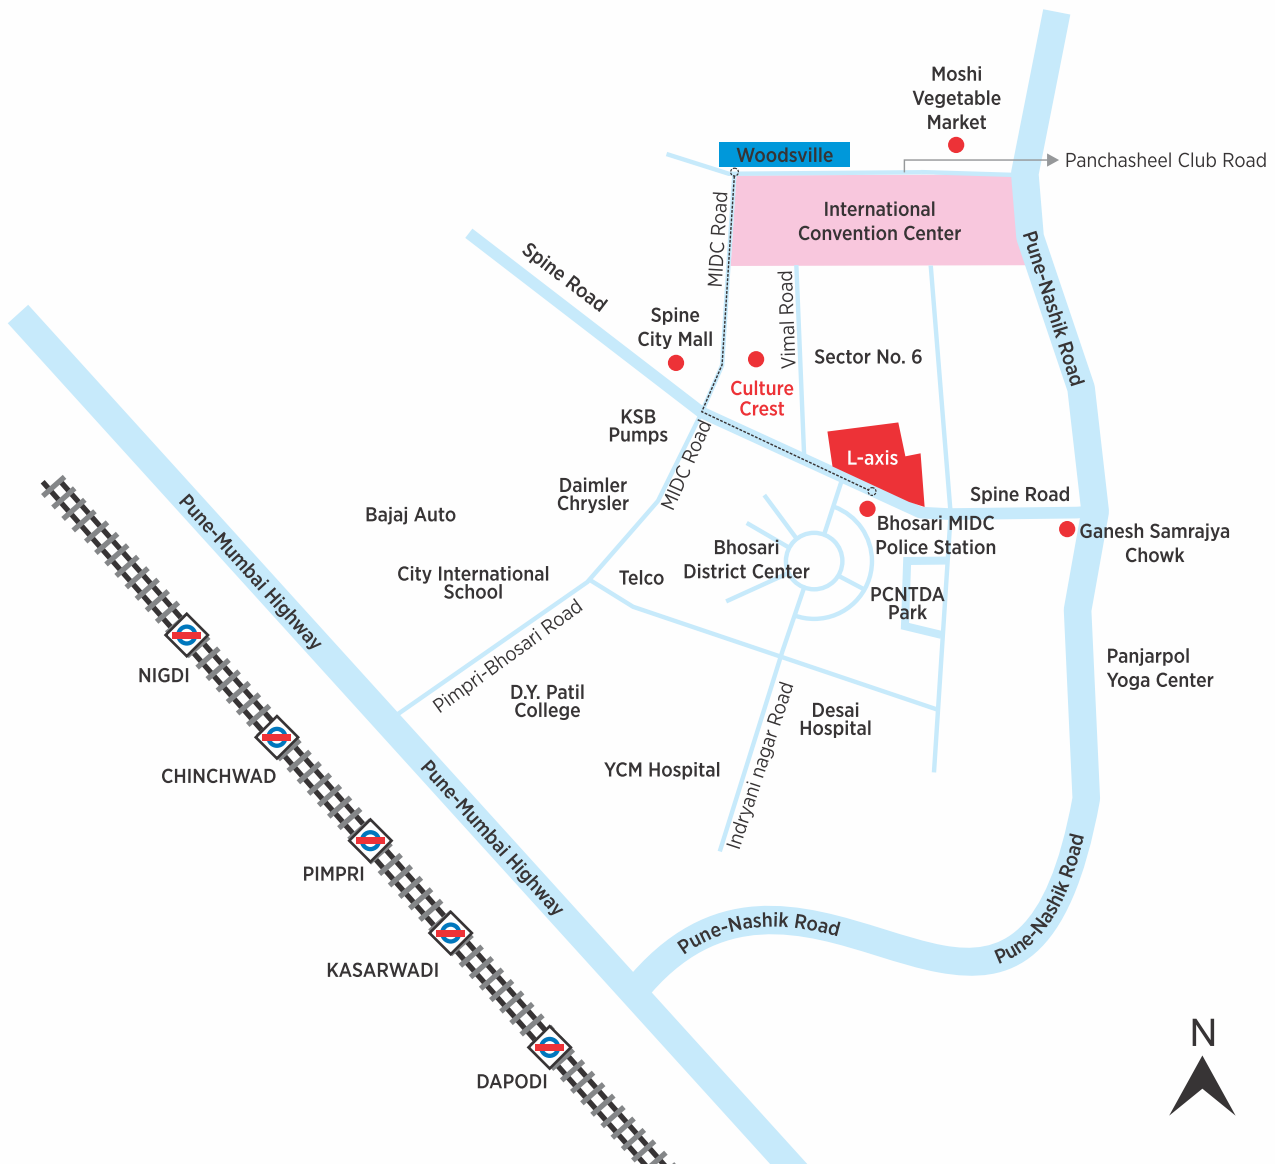 Moshi
Vegetable
Market
Woodsville
Panchasheel Club Road
International
Convention Center
MIDC Road
Spine Road
Pune-Nashik Road
Spine
City Mall
Vimal Road
Sector No. 6
Culture
Crest
KSB
Pumps
MIDC Road
L-axis
Daimler
Chrysler
Spine Road
Bajaj Auto
Bhosari MIDC
Police Station
Ganesh Samrajya
Chowk
Pune-Mumbai Highway
Bhosari
District Center
City International
School
Telco
PCNTDA
Park
Pimpri-Bhosari Road
NIGDI
Panjarpol
Yoga Center
D.Y. Patil
College
Desai
Hospital
Indryani nagar Road
YCM Hospital
CHINCHWAD
Pune-Mumbai Highway
PIMPRI
Pune-Nashik Road
Pune-Nashik Road
KASARWADI
N
DAPODI